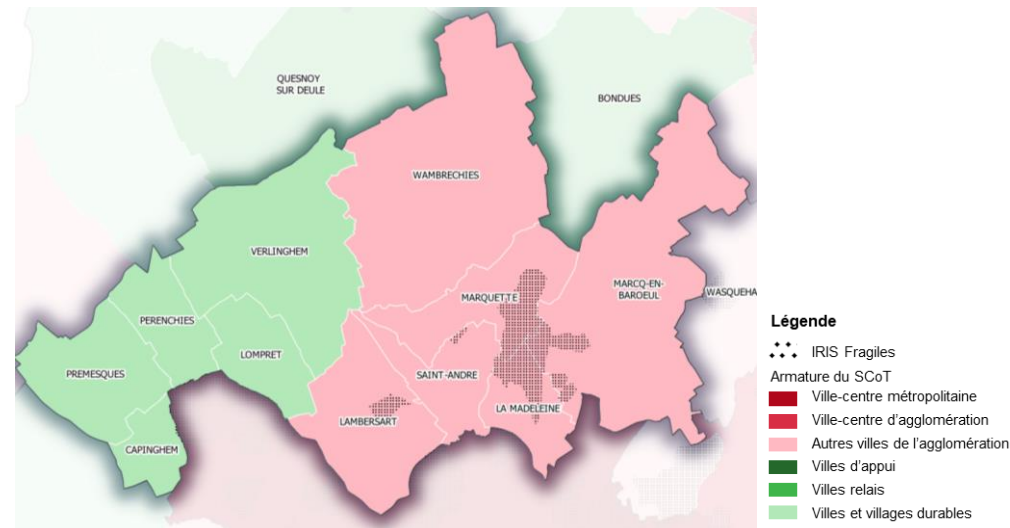 QUESNOY
SUR DEULE
BONDUES
WAMBRECHIES
VERLINGHEM
MARCQ-EN-
BAROEUL
WASQUEHA
MARQUETTE
PERENCHIES
LOMPRET
PREMESQUES
SAINT-ANDRE
LA MADELEINE
LAMBERSART
CAPINGHEM
Légende
IRIS Fragiles
Armature du SCoT
Ville-centre métropolitaine
Ville-centre d'agglomération
Autres villes de l'agglomération
Villes d'appui
Villes relais
Villes et villages durables